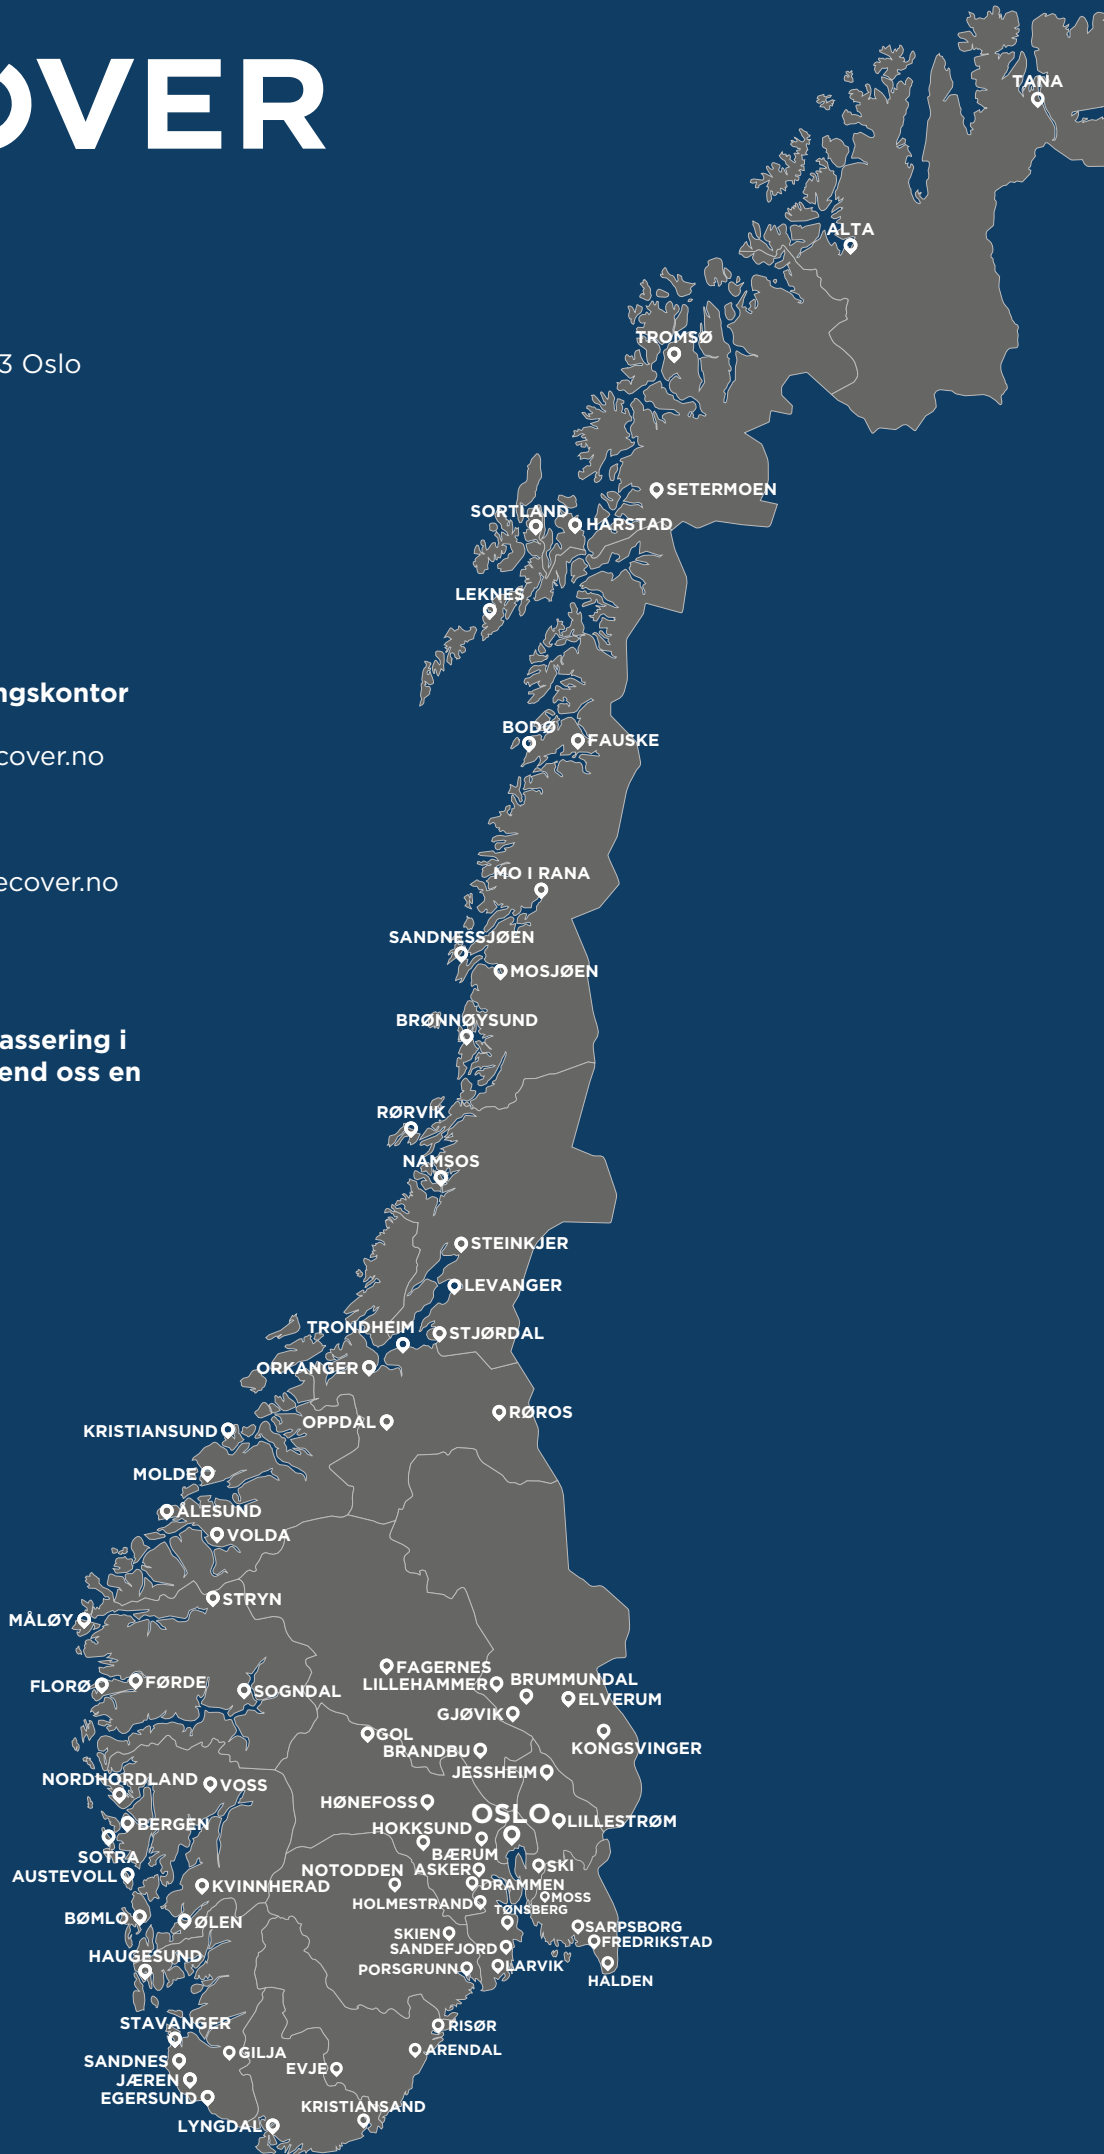 OVER
TANA
ALTA
TROMSØ
3 Oslo
SETERMOEN
SORTLAND
HARSTAD
LEKNES
ngskontor
BODØ
FAUSKE
cover.no
MO I RANA
ecover.no
SANDNESSJØEN
MOSJØEN
BRØNNØYSUND
assering i
end oss en
RØRVIK
NAMSOS
STEINKJER
LEVANGER
TRONDHEIM
STJØRDAL
ORKANGER
RØROS
OPPDAL
KRISTIANSUND
MOLDE
ÅLESUND
VOLDA
STRYN
MÅLØY
FAGERNES
LILLEHAMMER
BRUMMUNDAL
FLORØ
FØRDE
SOGNDAL
ELVERUM
GJØVIK
GOL
BRANDBU
KONGSVINGER
JESSHEIM
NORDHORDLAND
VOSS
HØNEFOSS
OSLO
LILLESTRØM
BERGEN
HOKKSUND
BÆRUM
SOTRA
AUSTEVOLL
NOTODDEN
ASKER
SKI
KVINNHERAD
DRAMMEN
MOSS
HOLMESTRAND
TØNSBERG
BØMLO
ØLEN
SARPSBORG
SKIEN
FREDRIKSTAD
SANDEFJORD
HAUGESUND
PORSGRUNN
LARVIK
HALDEN
STAVANGER
RISØR
GILJA
ARENDAL
SANDNES
EVJE
JÆREN
EGERSUND
KRISTIANSAND
LYNGDAL